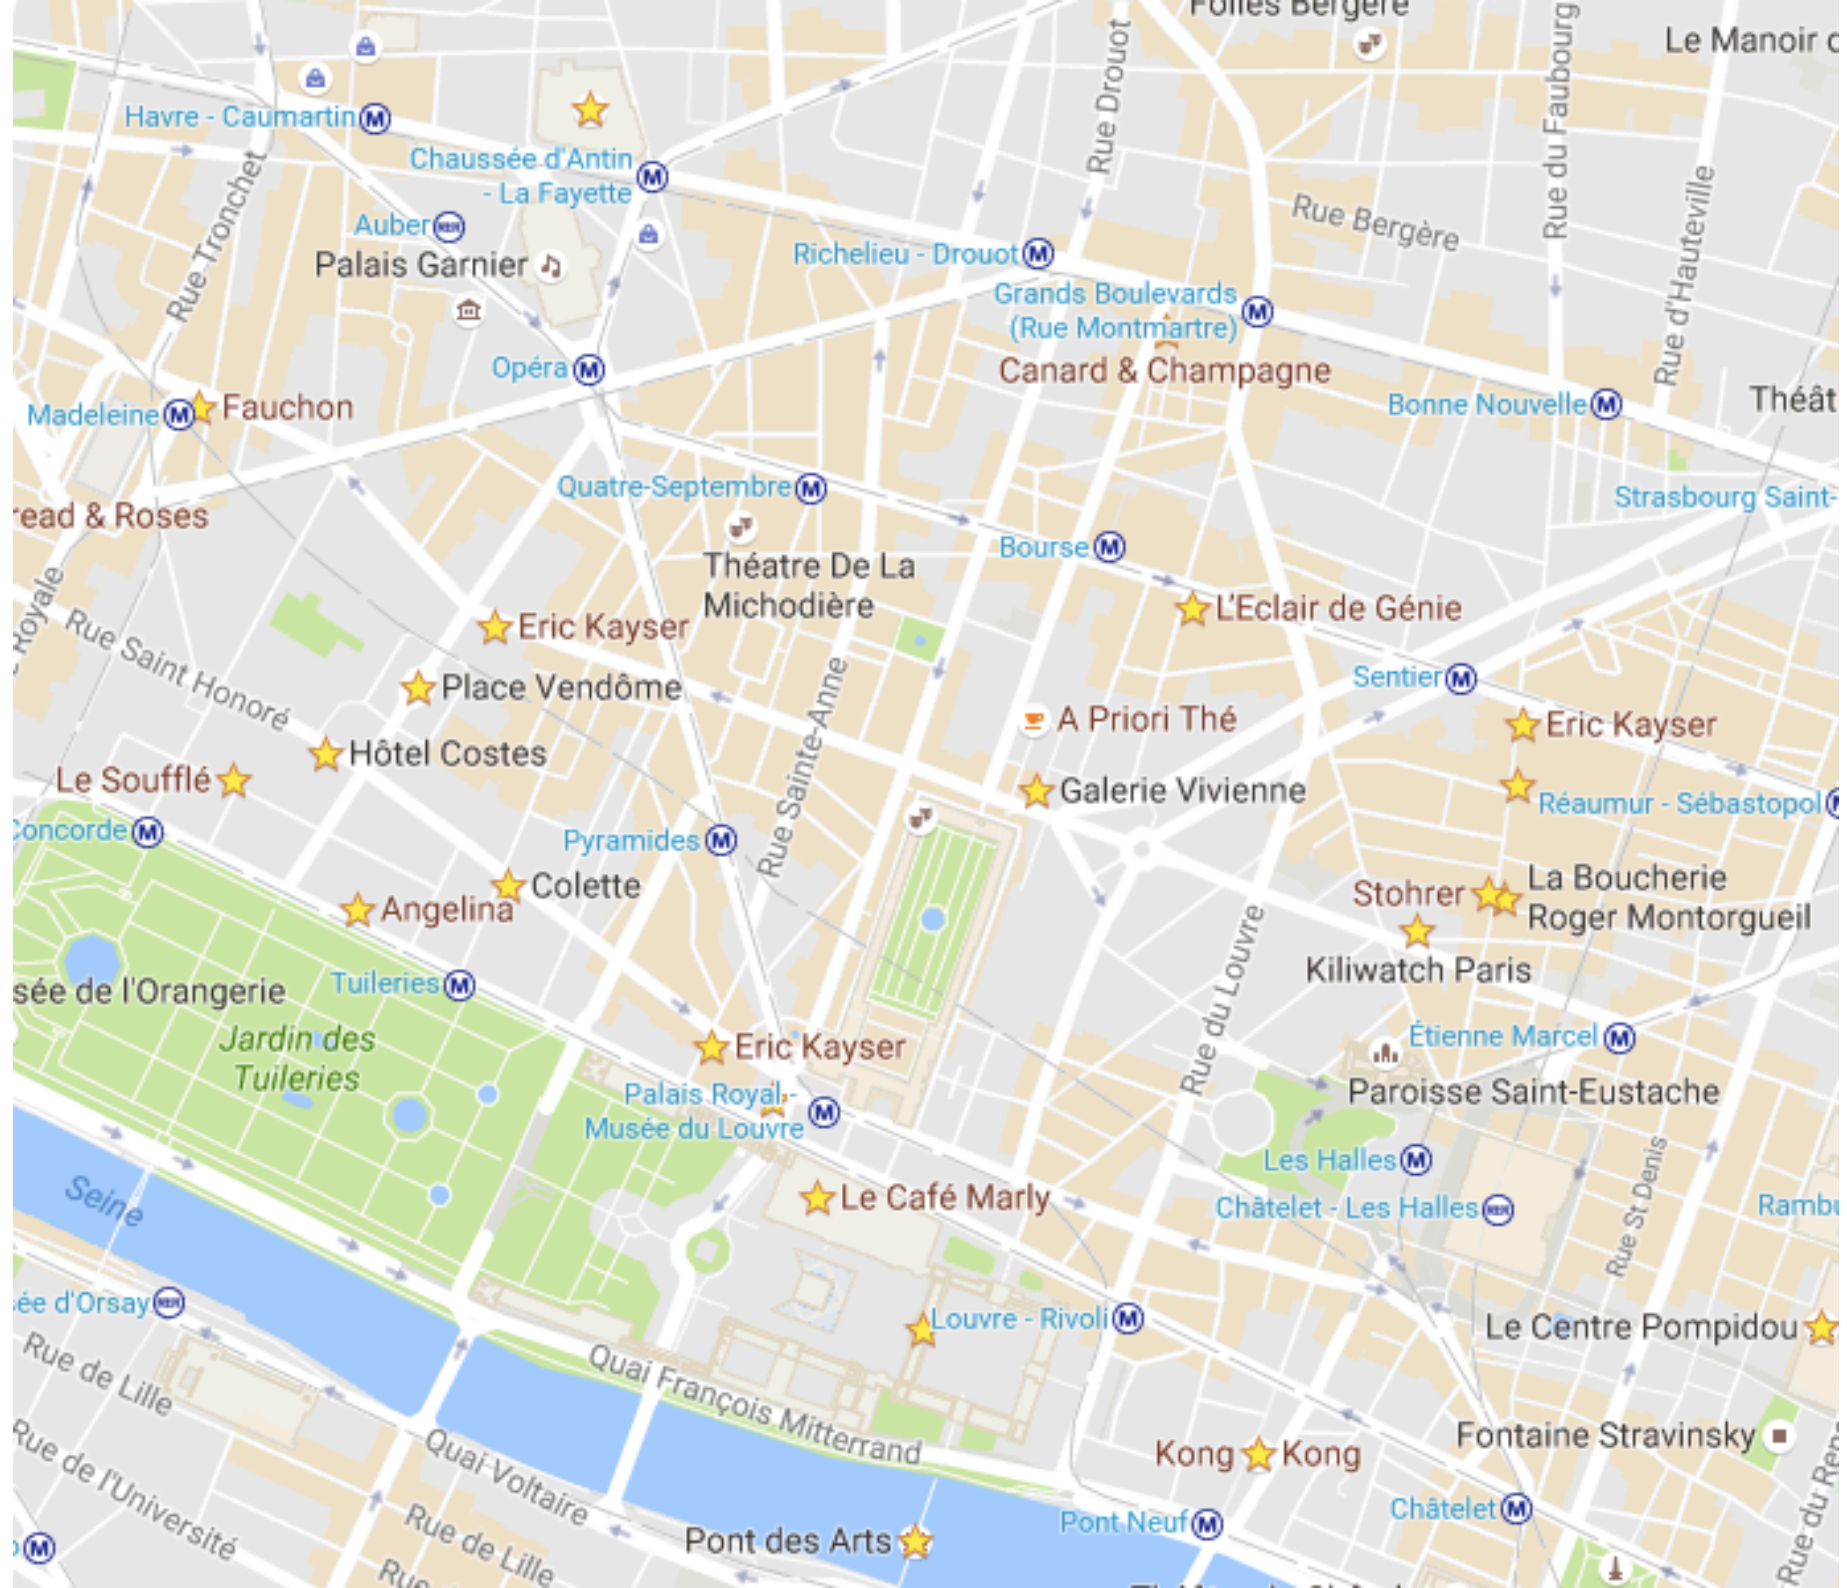 Folies Bergère
Le Manoir d
Rue Drouot
Rue du Faubourg
Havre - Caumartin
Chaussée d'Antin
- La Fayette
Auber
RER
Palais Garnier
Rue Tronchet
Richelieu - Drouot
Rue Bergère
Rue d'Hauteville
Grands Boulevards
(Rue Montmartre)
Canard & Champagne
Opéra
Madeleine
Fauchon
Bonne Nouvelle
Théât
read & Roses
Quatre-Septembre
Strasbourg Saint-
Bourse
Théatre De La
Michodière
Royale
Rue Saint Honoré
Eric Kayser
L'Eclair de Génie
Place Vendôme
Rue Sainte-Anne
Sentier
A Priori Thé
Eric Kayser
Hôtel Costes
Le Soufflé
Galerie Vivienne
Réaumur - Sébastopol
Concorde
Pyramides
Colette
Angelina
Stohrer
La Boucherie
Roger Montorgueil
Kiliwatch Paris
sée de l'Orangerie
Tuileries
Jardin des
Tuileries
Rue du Louvre
Eric Kayser
Étienne Marcel
Palais Royal -
Musée du Louvre
Paroisse Saint-Eustache
Les Halles
Seine
Le Café Marly
Châtelet - Les Halles
RER
Rue St Denis
Rambu
sée d'Orsay
RER
Louvre - Rivoli
Le Centre Pompidou
Rue de Lille
Quai François Mitterrand
Fontaine Stravinsky
Rue de l'Université
Quai Voltaire
Kong
Kong
Rue de Lille
Pont des Arts
Pont Neuf
Châtelet
Rue du Ren
Rue